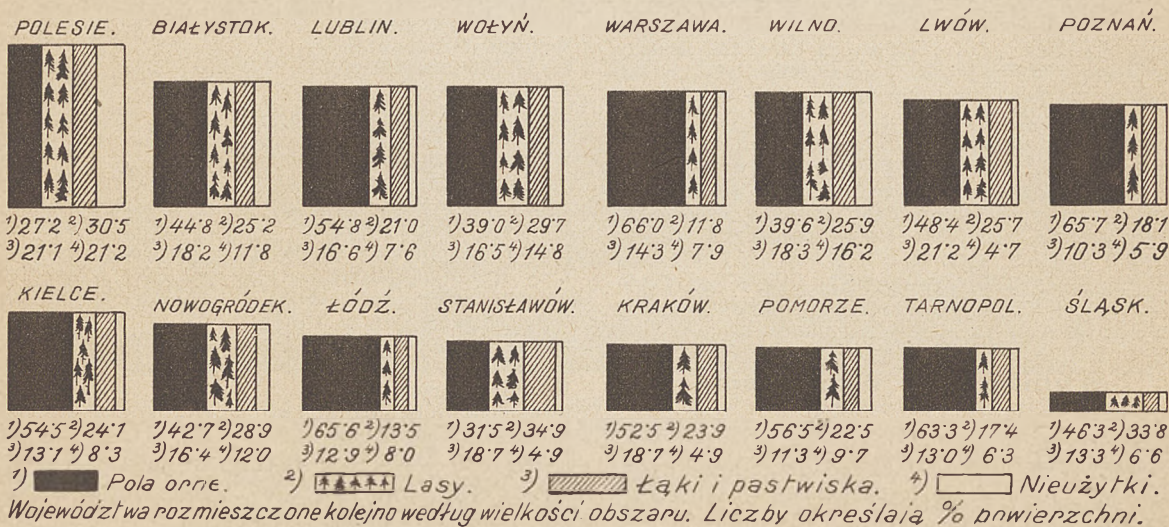 POLESIE. BIAŁYSTOK. LUBLIN. WOŁYŃ. WARSZAWA. WILNO. LWÓW. POZNAŃ.
1)27·2 2)30·5 1)44·8 2)25·2 1)54·8 2)21·0 1)39·0 2)29·7 1)66·0 2)11·8 1)39·6 2)25·9 1)48·4 2)25·7 1)65·7 2)18·1
3)21·1 4)21·2 3)18·2 4)11·8 3)16·6 4)7·6 3)16·5 4)14·8 3)14·3 4)7·9 3)18·3 4)16·2 3)21·2 4)4·7 3)10·3 4)5·9
KIELCE. NOWOGRÓDEK. ŁÓDŹ. STANISŁAWÓW. KRAKÓW. POMORZE. TARNOPOL. ŚLĄSK.
1)54·5 2)24·1 1)42·7 2)28·9 1)65·6 2)13·5 1)31·5 2)34·9 1)52·5 2)23·9 1)56·5 2)22·5 1)63·3 2)17·4 1)46·3 2)33·8
3)13·1 4)8·3 3)16·4 4)12·0 3)12·9 4)8·0 3)18·7 4)4·9 3)18·7 4)4·9 3)11·3 4)9·7 3)13·0 4)6·3 3)13·3 4)6·6
1) Pola orne. 2) Lasy. 3) Łąki i pastwiska. 4) Nieużytki.
Województwa rozmieszczone kolejno według wielkości obszaru. Liczby określają % powierzchni.